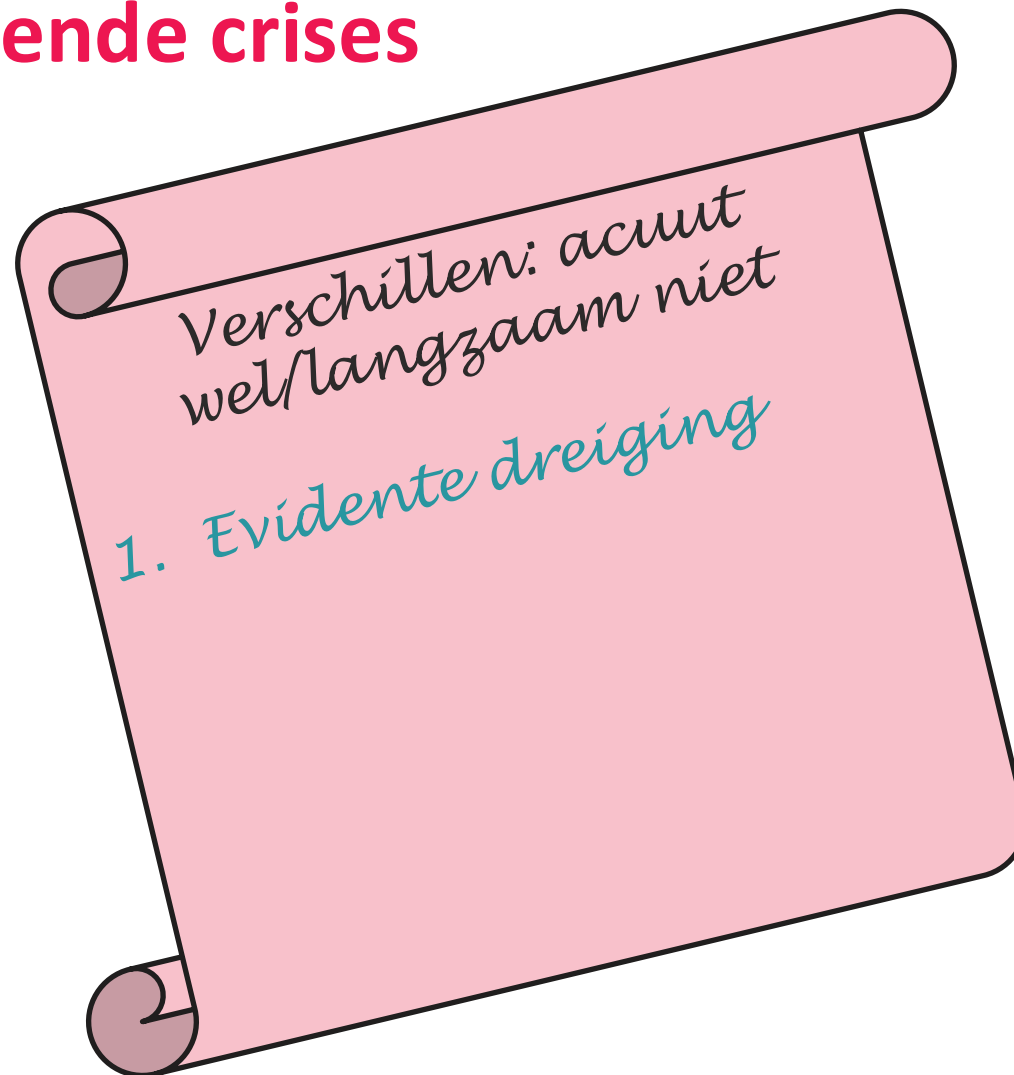 ende crises
Verschillen: acuut
wel/langzaam niet
1. Evidente dreiging